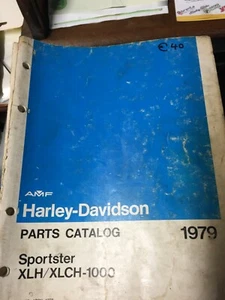 €40
AMF
Harley-Davidson
PARTS CATALOG 1979
Sportster
XLH/XLCH-1000